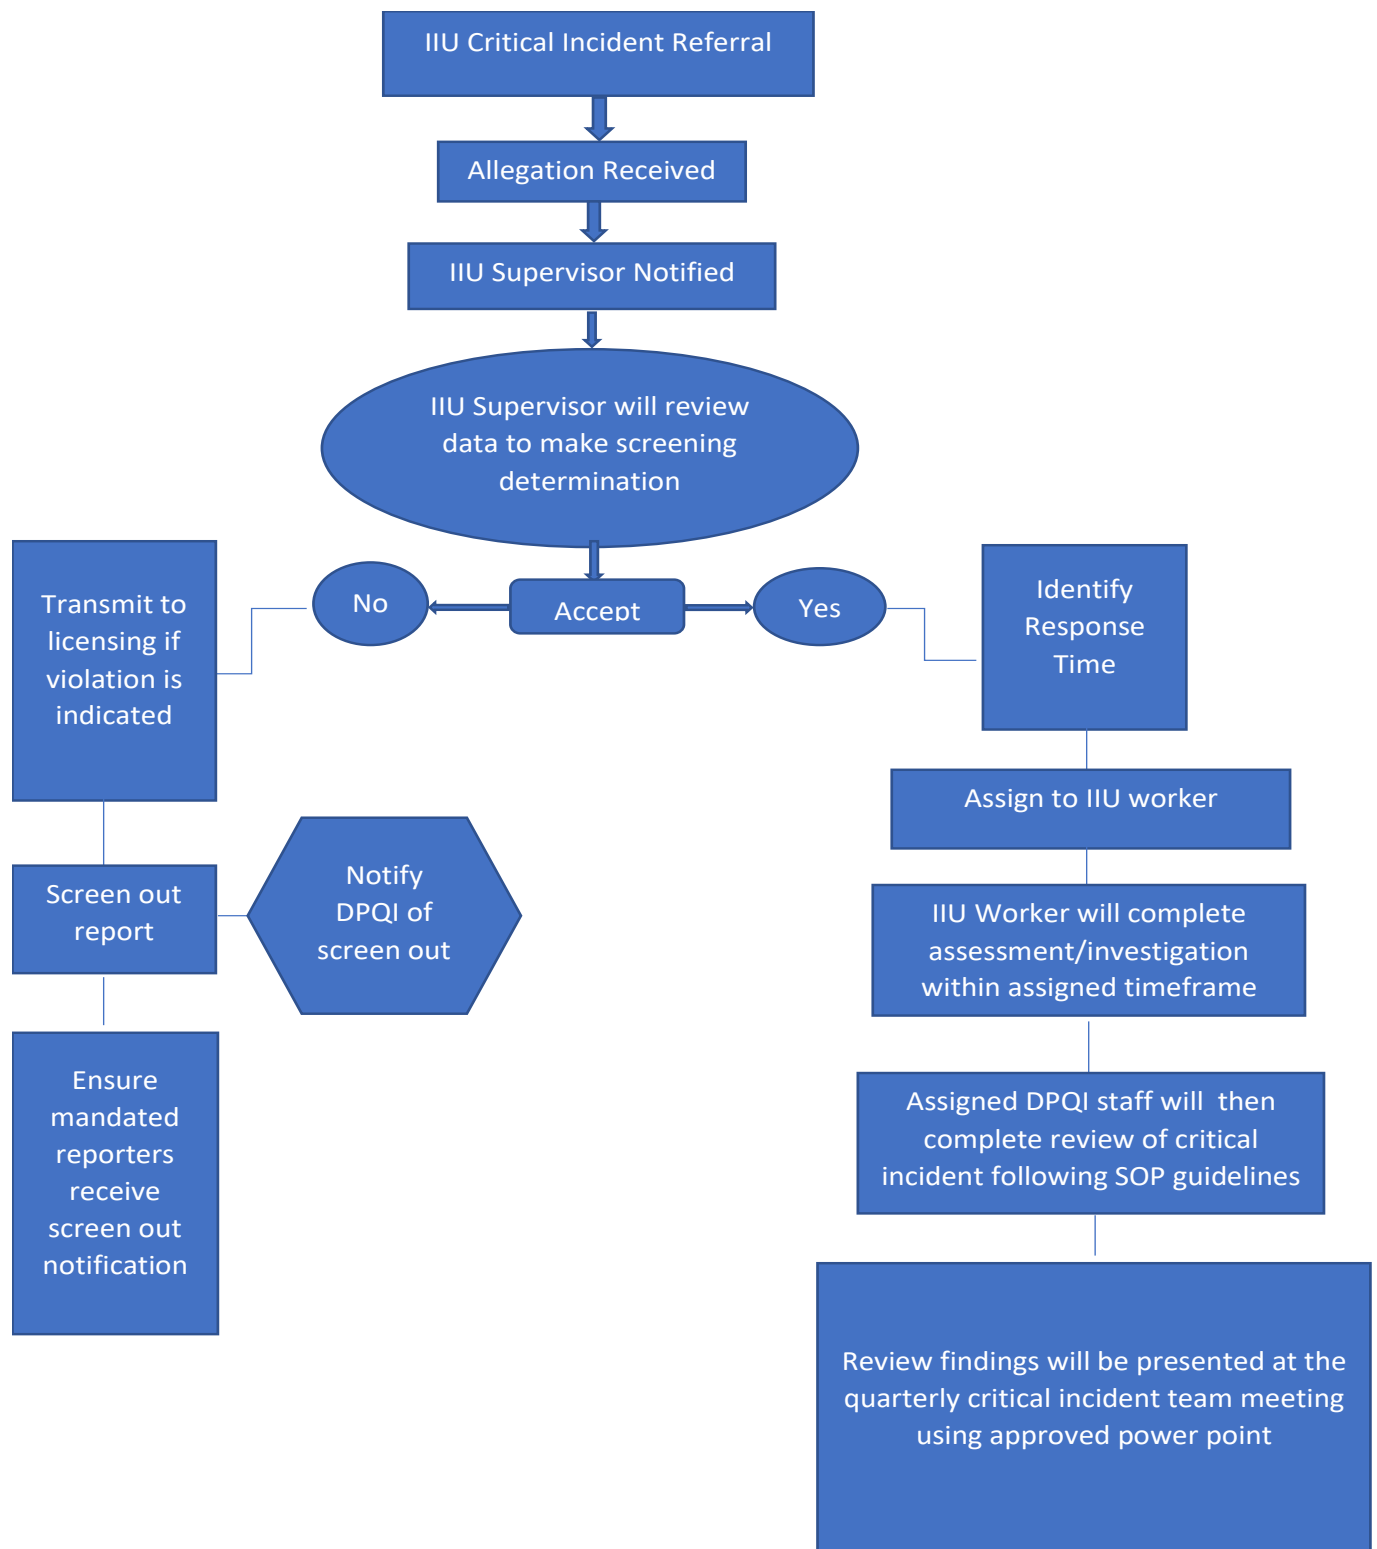 IIU Critical Incident Referral
Allegation Received
IIU Supervisor Notified
IIU Supervisor will review
data to make screening
determination
Accept
No
Yes
Transmit to
licensing if
violation is
indicated
Screen out
report
Notify
DPQI of
screen out
Ensure
mandated
reporters
receive
screen out
notification
Identify
Response
Time
Assign to IIU worker
IIU Worker will complete
assessment/investigation
within assigned timeframe
Assigned DPQI staff will then
complete review of critical
incident following SOP guidelines
Review findings will be presented at the
quarterly critical incident team meeting
using approved power point